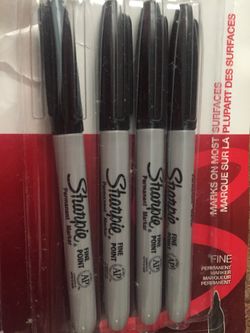 Sharpie
Permanent Marker
FINE
POINT
AP
Sharpie
Permanent Marker
FINE
POINT
AP
Sharpie
Permanent Marker
FINE
POINT
AP
Sharpie
Permanent Marker
FINE
POINT
AP
MARKS ON MOST SURFACES
MARQUE SUR LA PLUPART DES SURFACES
FINE
PERMANENT
MARKER
MARQUEUR
PERMANENT